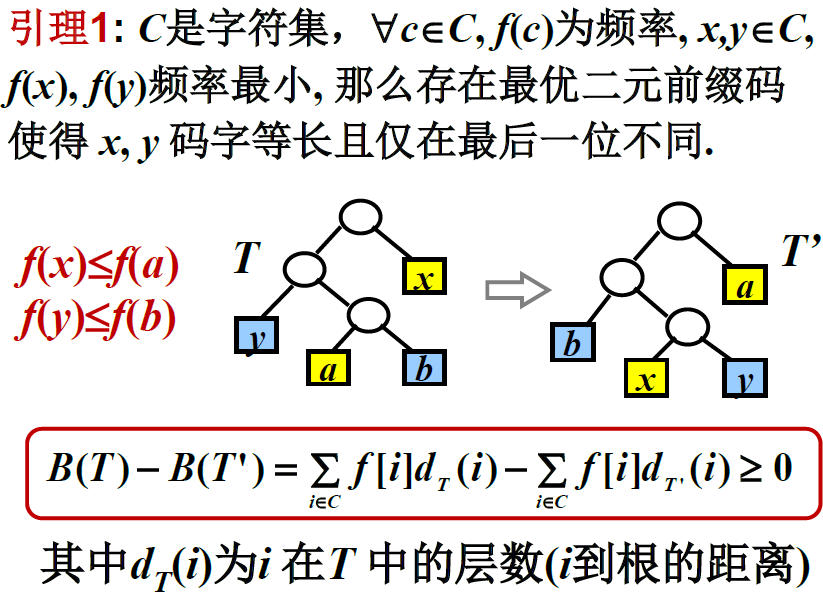 引理1: C是字符集，∀c∈C, f(c)为频率, x,y∈C,
f(x), f(y)频率最小, 那么存在最优二元前缀码
使得 x, y 码字等长且仅在最后一位不同.
f(x)≤f(a)
f(y)≤f(b)
T
x
y
a
b
T’
a
b
x
y
B(T) − B(T') = ∑_{i∈C} f[i]d_T(i) − ∑_{i∈C} f[i]d_{T'}(i) ≥ 0
其中d_T(i)为i 在T 中的层数(i到根的距离)